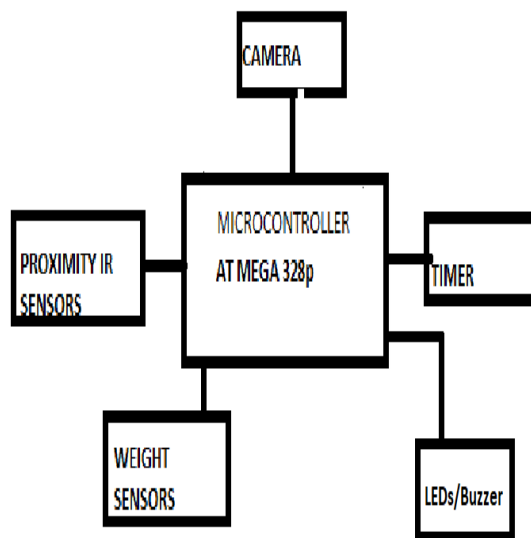 CAMERA
MICROCONTROLLER
AT MEGA 328p
PROXIMITY IR
SENSORS
TIMER
WEIGHT
SENSORS
LEDs/Buzzer